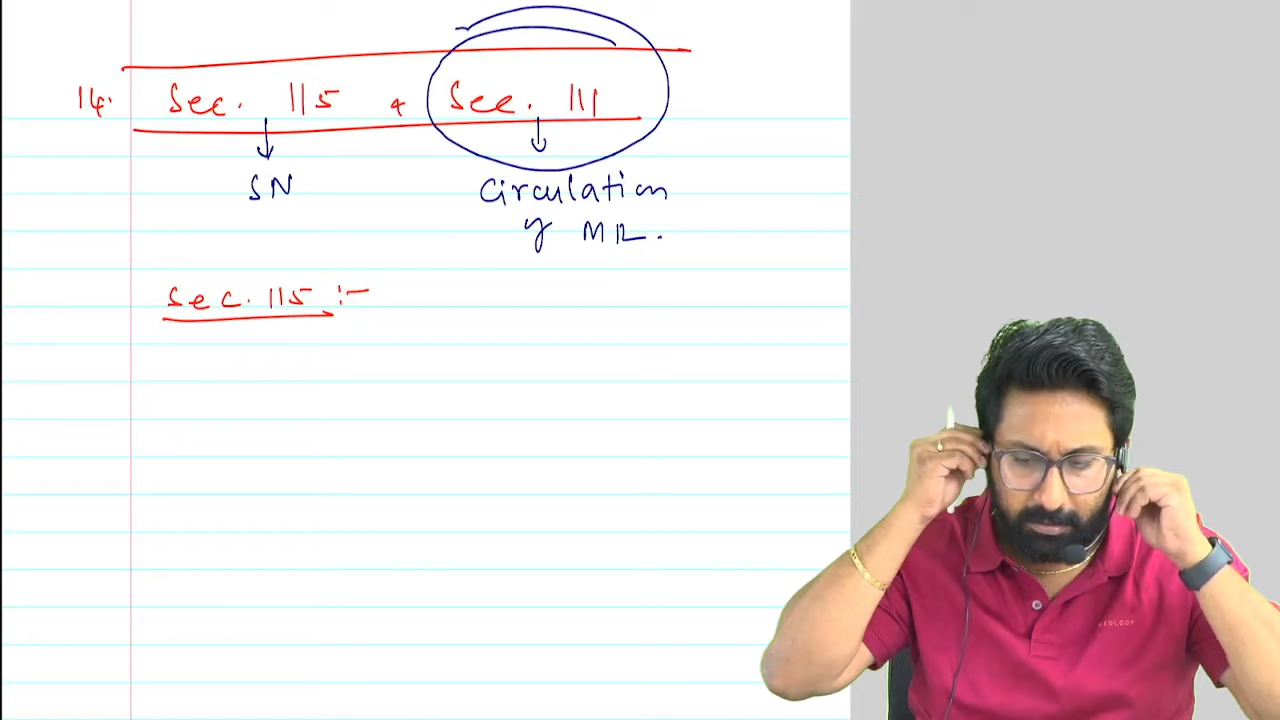 14. Sec. 115 & Sec. 111
SN
Circulation
of MR.
Sec. 115 :-